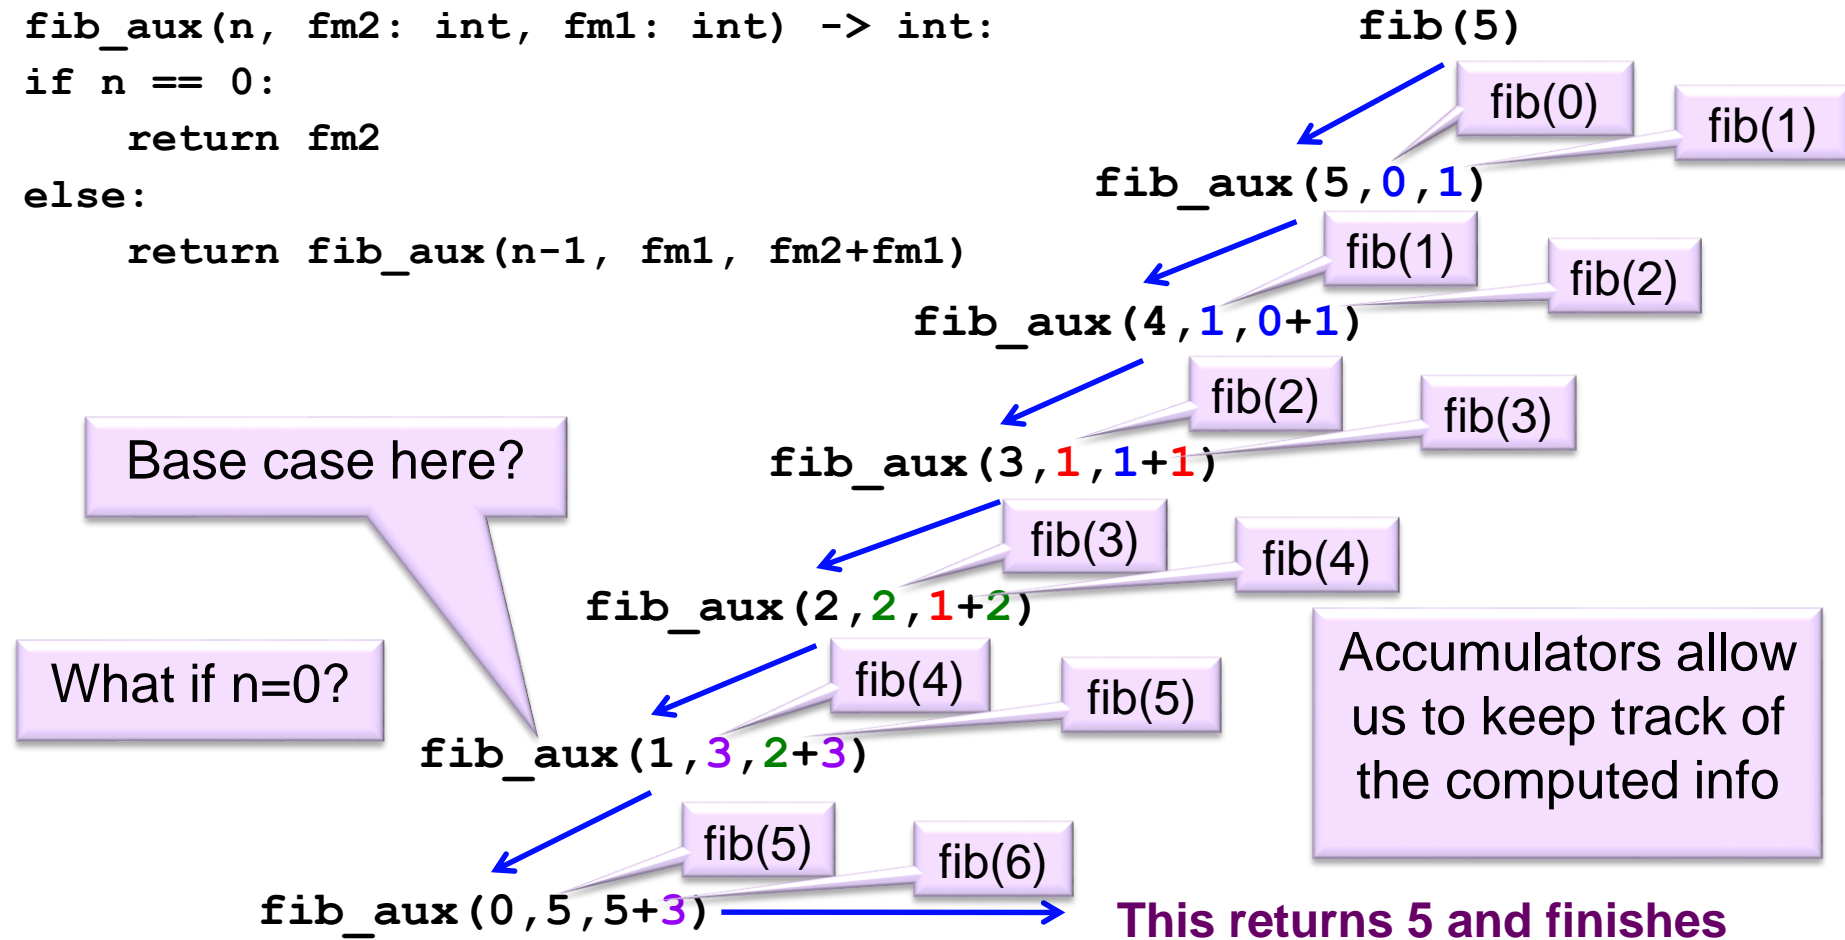 fib_aux(n, fm2: int, fm1: int) -> int:
if n == 0:
return fm2
else:
return fib_aux(n-1, fm1, fm2+fm1)
fib(5)
fib(0)
fib(1)
fib_aux(5,0,1)
fib(1)
fib(2)
fib_aux(4,1,0+1)
fib(2)
fib(3)
fib_aux(3,1,1+1)
Base case here?
fib(3)
fib(4)
fib_aux(2,2,1+2)
What if n=0?
fib(4)
fib(5)
fib_aux(1,3,2+3)
Accumulators allow
us to keep track of
the computed info
fib(5)
fib(6)
fib_aux(0,5,5+3)
This returns 5 and finishes